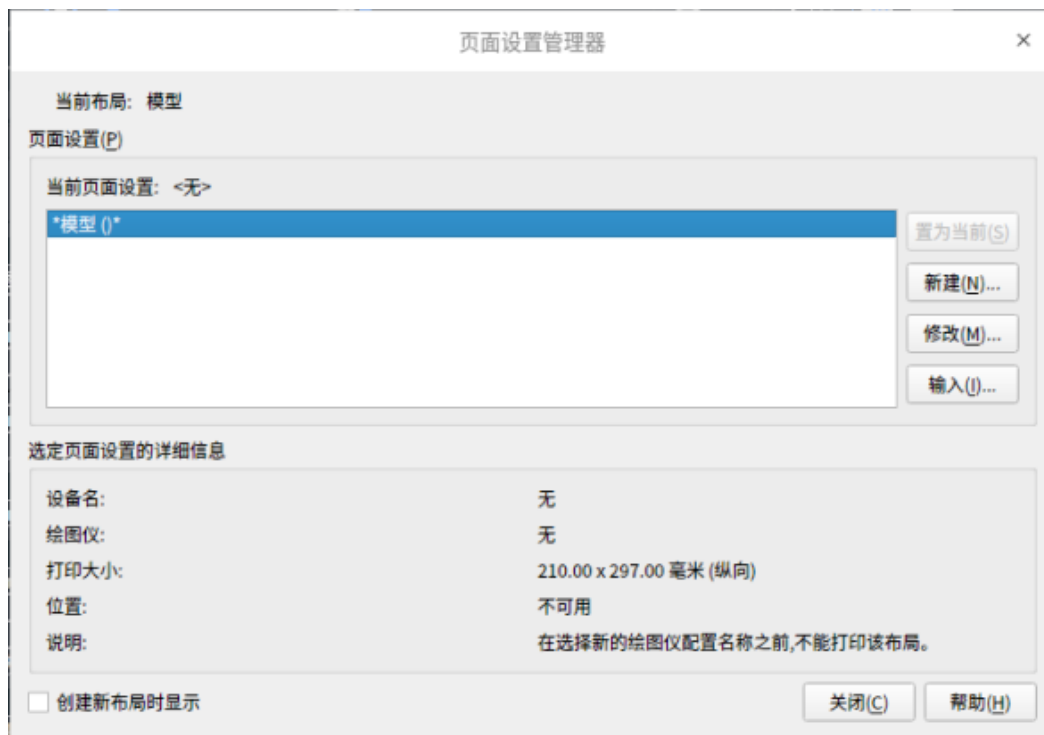 页面设置管理器 ×
当前布局: 模型
页面设置(P)
当前页面设置: <无>
*模型 ()*
置为当前(S)
新建(N)...
修改(M)...
输入(I)...
选定页面设置的详细信息
设备名: 无
绘图仪: 无
打印大小: 210.00 x 297.00 毫米 (纵向)
位置: 不可用
说明: 在选择新的绘图仪配置名称之前,不能打印该布局。
创建新布局时显示 关闭(C) 帮助(H)